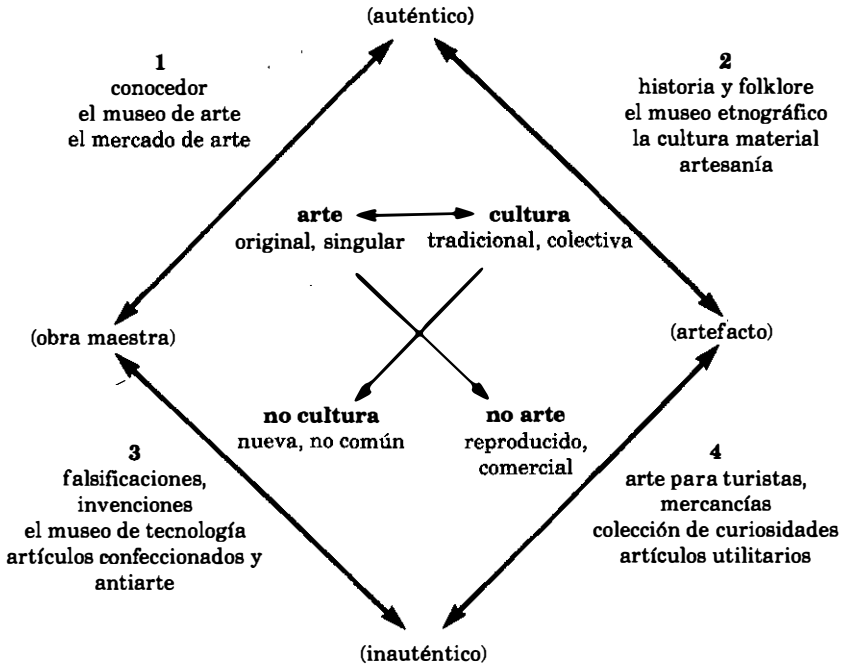 (auténtico)
1
conocedor
el museo de arte
el mercado de arte
2
historia y folklore
el museo etnográfico
la cultura material
artesanía
arte
original, singular
cultura
tradicional, colectiva
(obra maestra)
(artefacto)
no cultura
nueva, no común
no arte
reproducido,
comercial
3
falsificaciones,
invenciones
el museo de tecnología
artículos confeccionados y
antiarte
4
arte para turistas,
mercancías
colección de curiosidades
artículos utilitarios
(inauténtico)